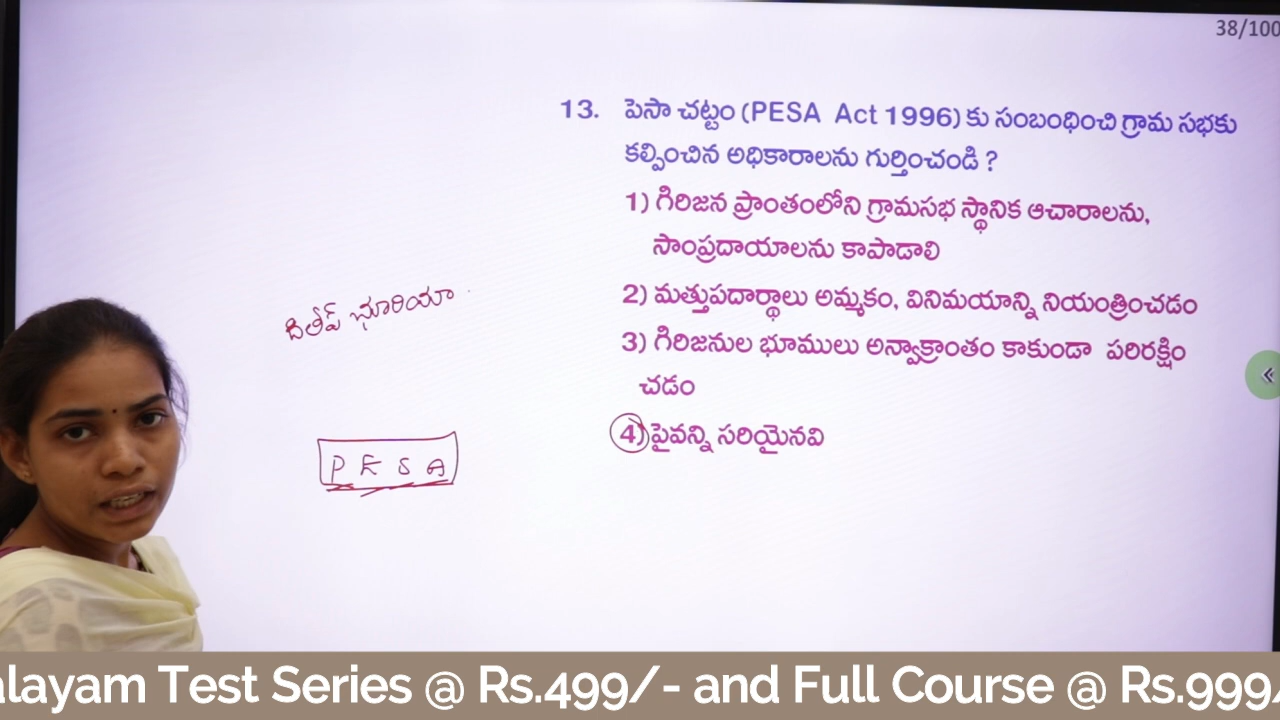 38/100
13. పెసా చట్టం (PESA Act 1996) కు సంబంధించి గ్రామ సభకు
కల్పించిన అధికారాలను గుర్తించండి ?
1) గిరిజన ప్రాంతంలోని గ్రామసభ స్థానిక ఆచారాలను,
సాంప్రదాయాలను కాపాడాలి
2) మత్తుపదార్థాలు అమ్మకం, వినిమయాన్ని నియంత్రించడం
3) గిరిజనుల భూములు అన్యాక్రాంతం కాకుండా పరిరక్షిం
చడం
4) పైవన్ని సరియైనవి
దిలీప్ భూరియా
PESA
alayam Test Series @ Rs.499/- and Full Course @ Rs.999/